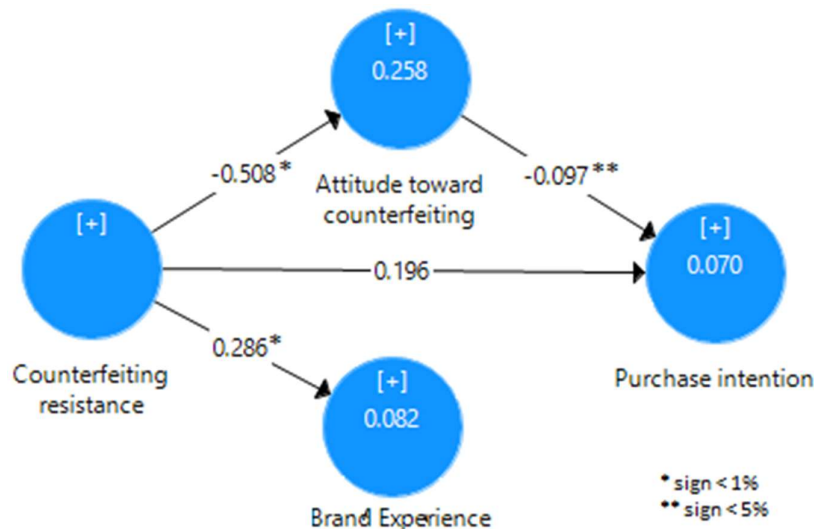 [+]
0.258
-0.508*
Attitude toward
counterfeiting
-0.097**
[+]
[+]
0.070
0.196
0.286*
Counterfeiting
resistance
[+]
0.082
Purchase intention
Brand Experience
* sign < 1%
** sign < 5%